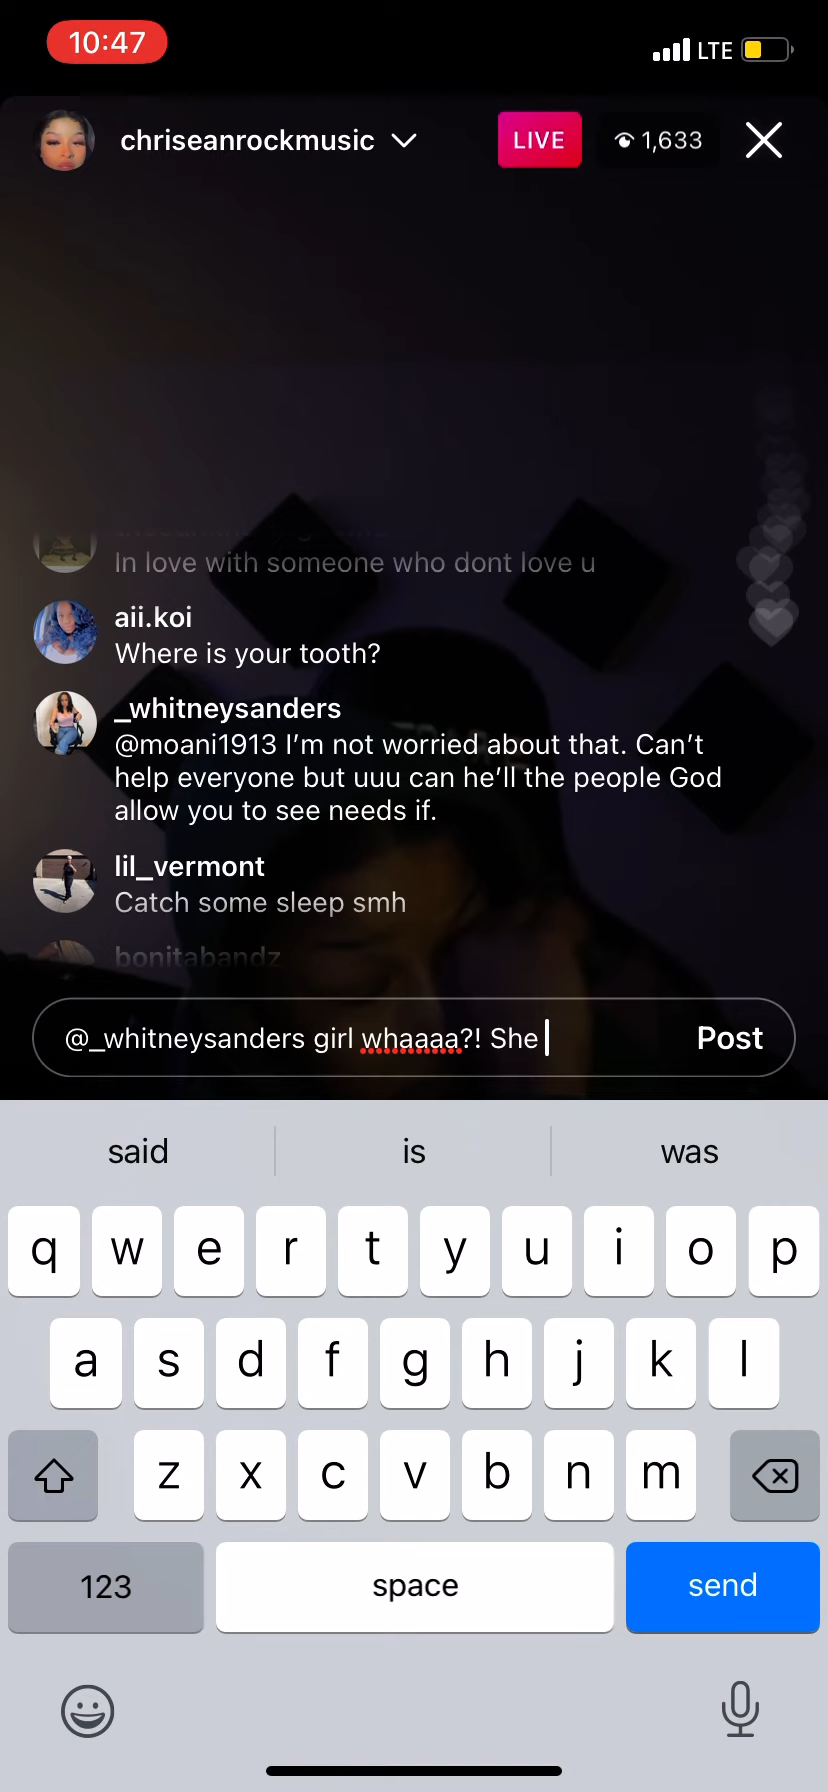 10:47
LTE
chriseanrockmusic
LIVE
1,633
In love with someone who dont love u
aii.koi
Where is your tooth?
_whitneysanders
@moani1913 I’m not worried about that. Can’t
help everyone but uuu can he’ll the people God
allow you to see needs if.
lil_vermont
Catch some sleep smh
bonitabandz
@_whitneysanders girl whaaaa?! She
Post
said is was
q w e r t y u i o p
a s d f g h j k l
z x c v b n m
123 space send